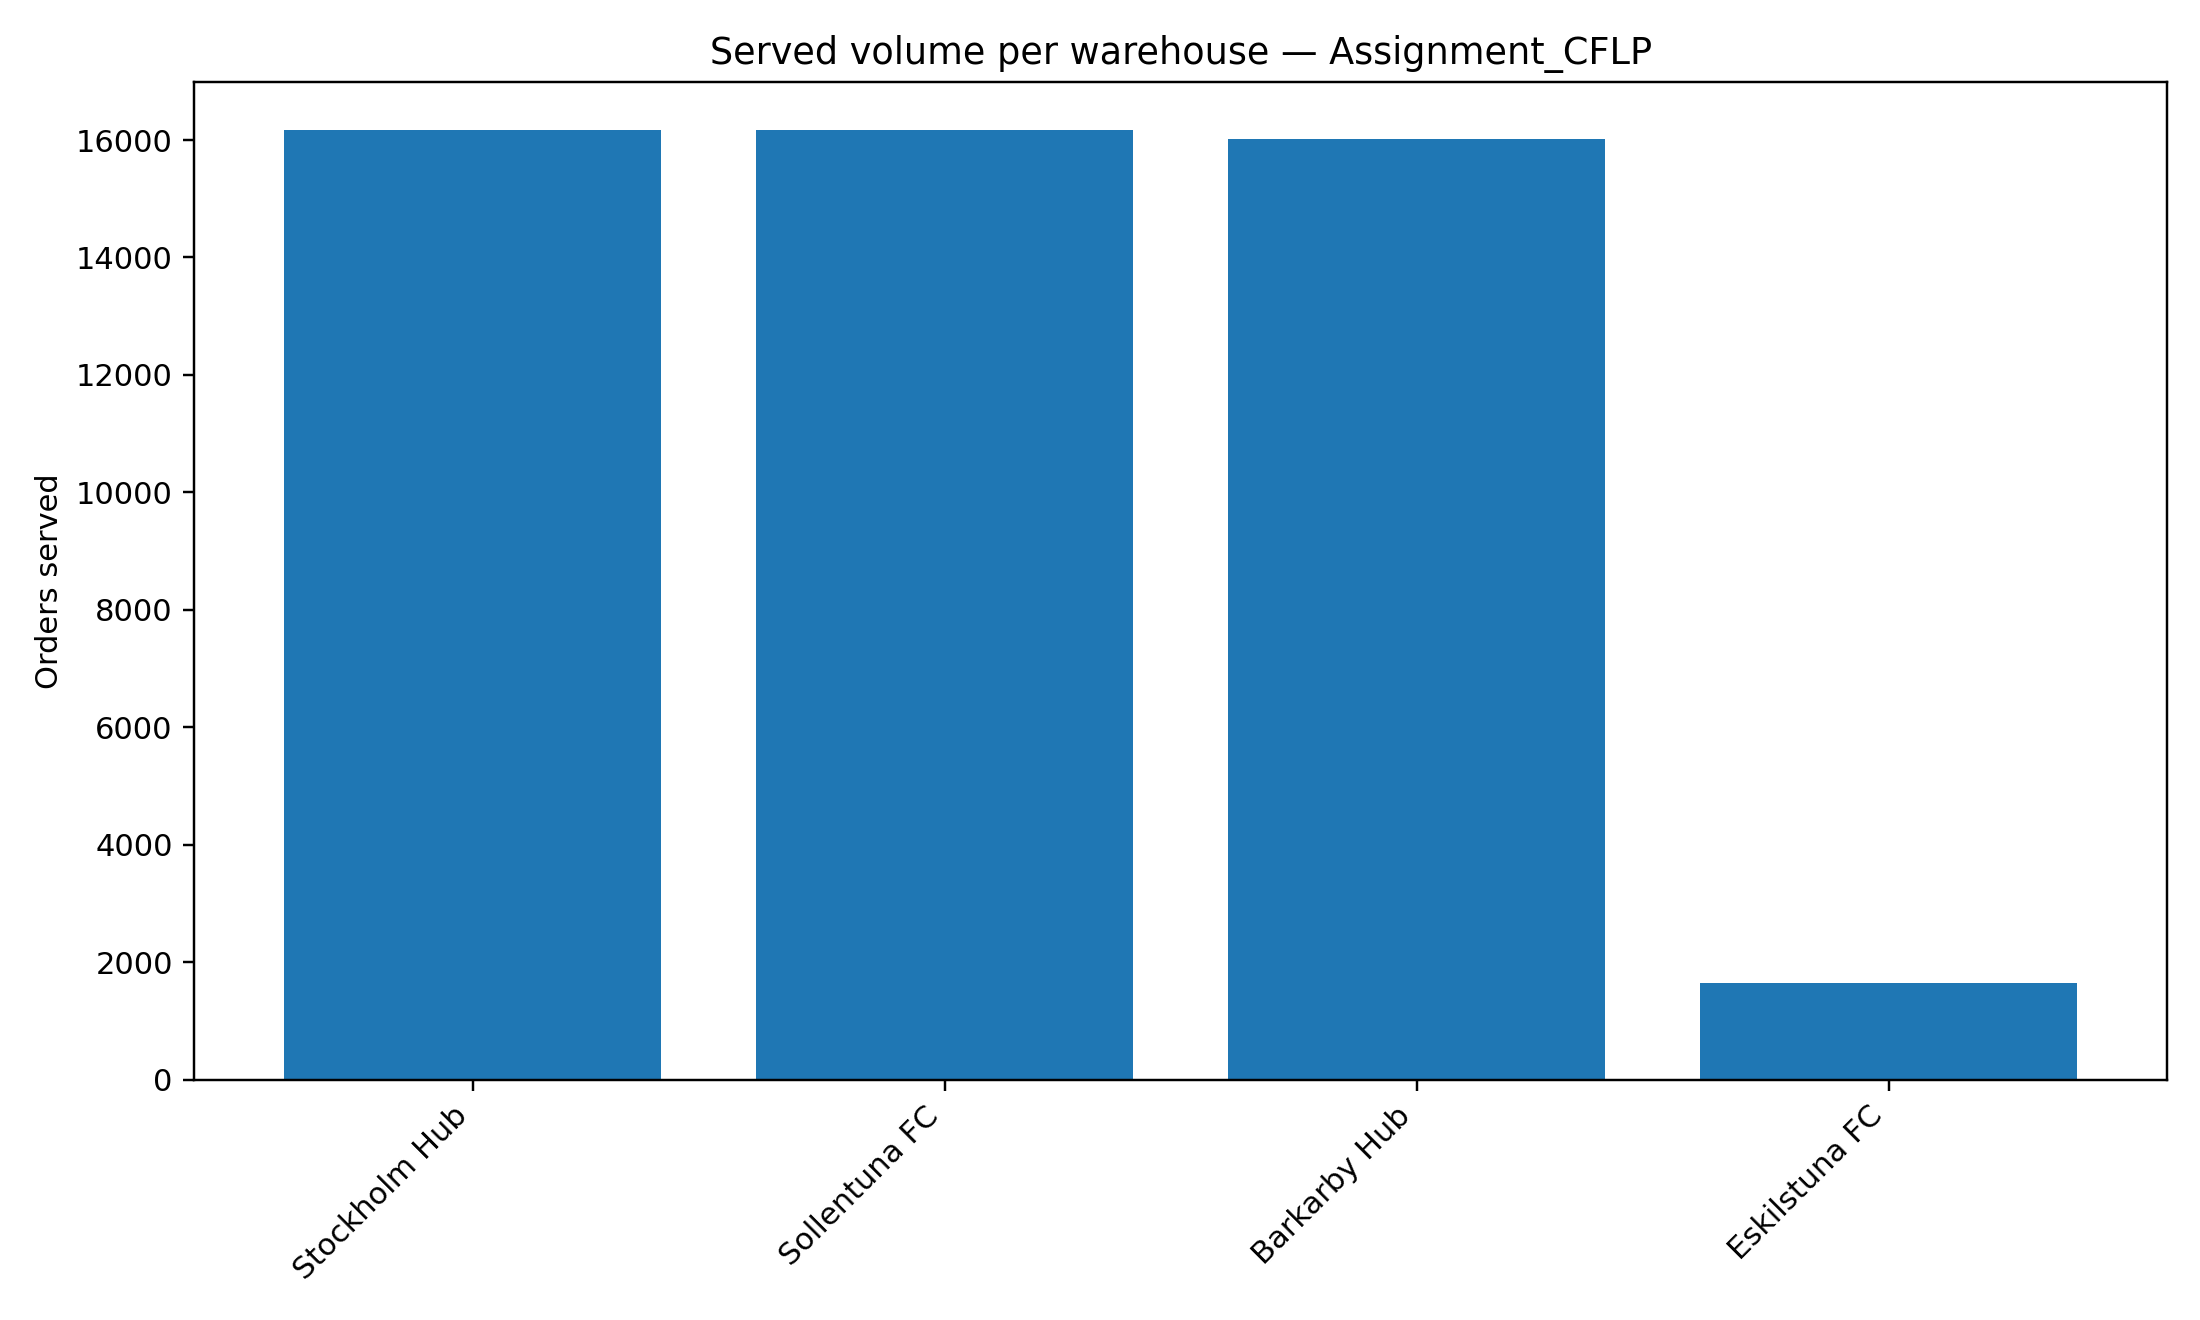 Served volume per warehouse — Assignment_CFLP
Orders served
16000
14000
12000
10000
8000
6000
4000
2000
0
Stockholm Hub
Sollentuna FC
Barkarby Hub
Eskilstuna FC